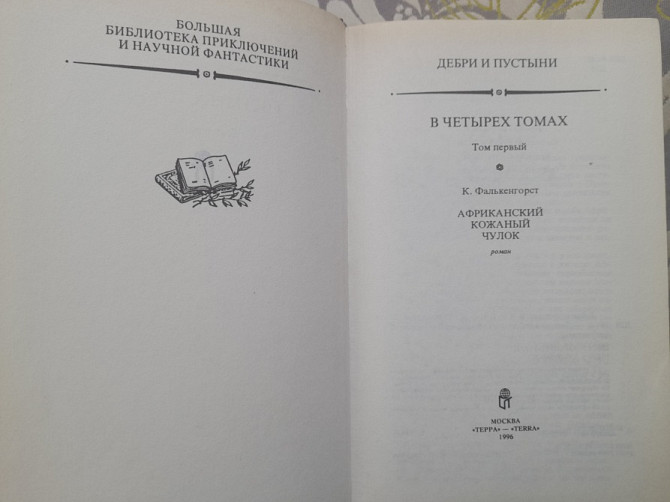 БОЛЬШАЯ
БИБЛИОТЕКА ПРИКЛЮЧЕНИЙ
И НАУЧНОЙ ФАНТАСТИКИ
ДЕБРИ И ПУСТЫНИ
В ЧЕТЫРЕХ ТОМАХ
Том первый
К. Фалькенгорст
АФРИКАНСКИЙ
КОЖАНЫЙ
ЧУЛОК
роман
МОСКВА
«ТЕРРА» — «TERRA»
1996